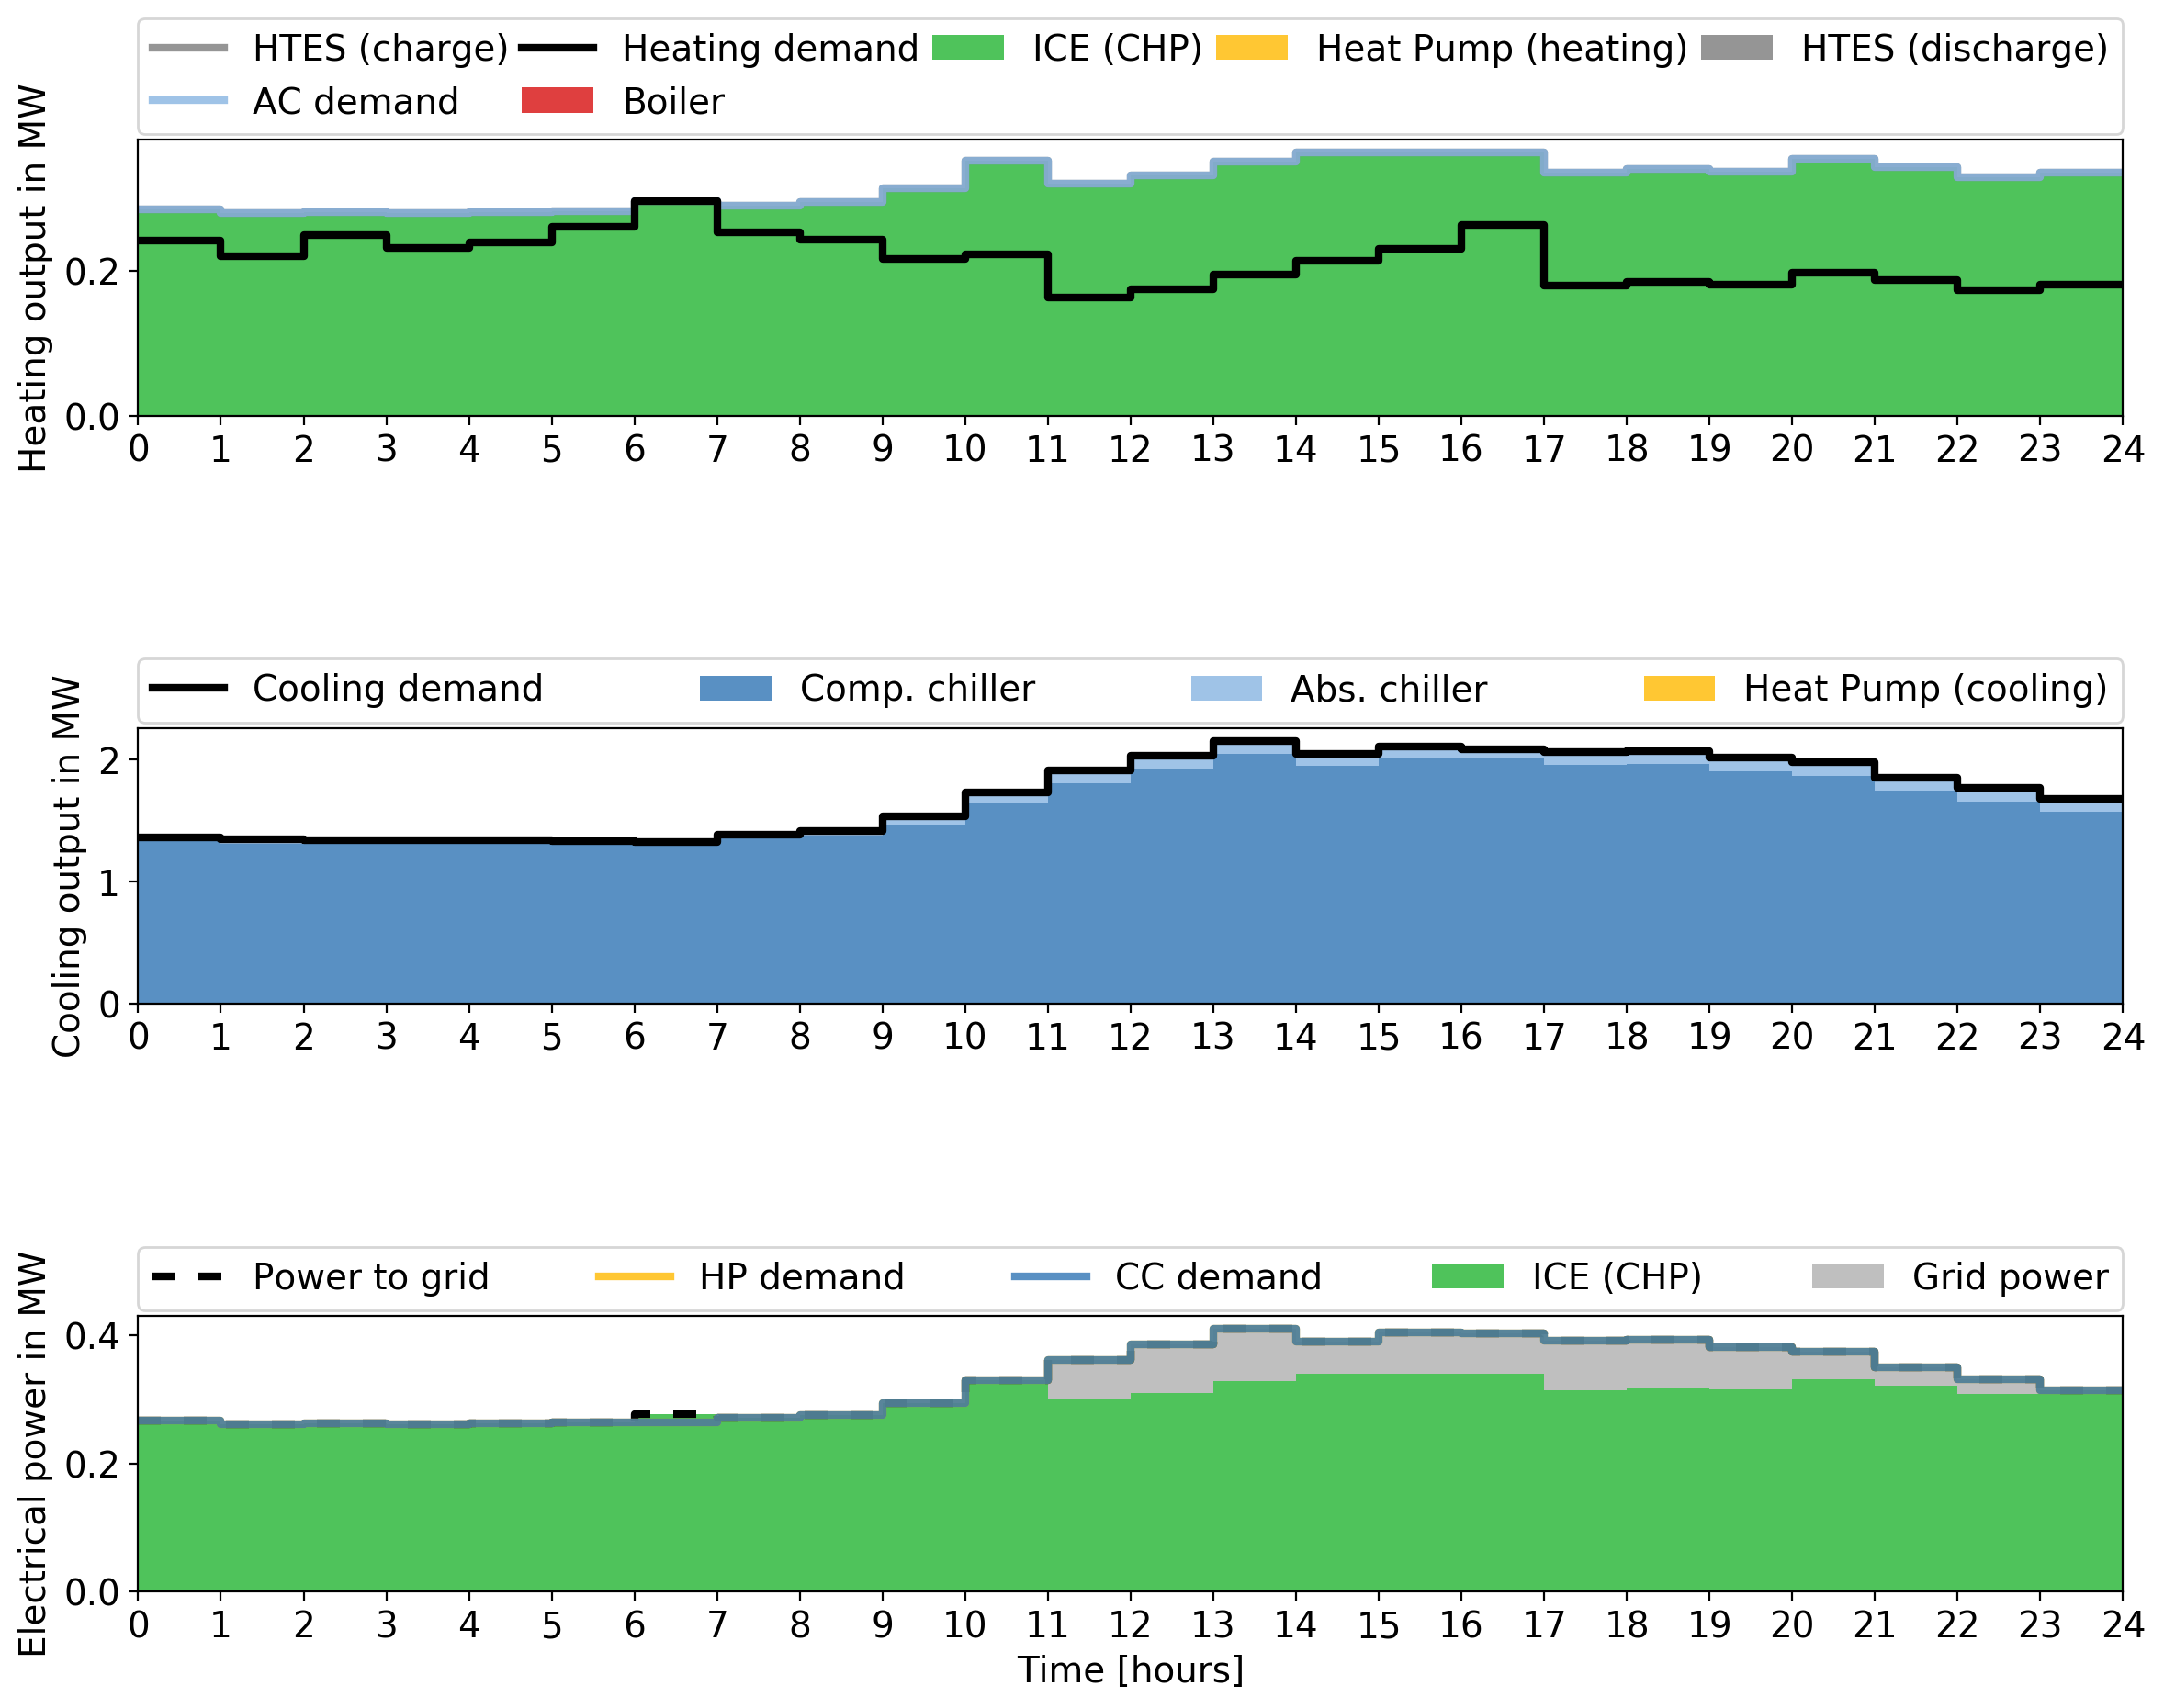 HTES (charge) Heating demand ICE (CHP) Heat Pump (heating) HTES (discharge)
AC demand Boiler
Heating output in MW
0.2
0.0
0 1 2 3 4 5 6 7 8 9 10 11 12 13 14 15 16 17 18 19 20 21 22 23 24
Cooling demand Comp. chiller Abs. chiller Heat Pump (cooling)
Cooling output in MW
2
1
0
0 1 2 3 4 5 6 7 8 9 10 11 12 13 14 15 16 17 18 19 20 21 22 23 24
Power to grid HP demand CC demand ICE (CHP) Grid power
Electrical power in MW
0.4
0.2
0.0
0 1 2 3 4 5 6 7 8 9 10 11 12 13 14 15 16 17 18 19 20 21 22 23 24
Time [hours]